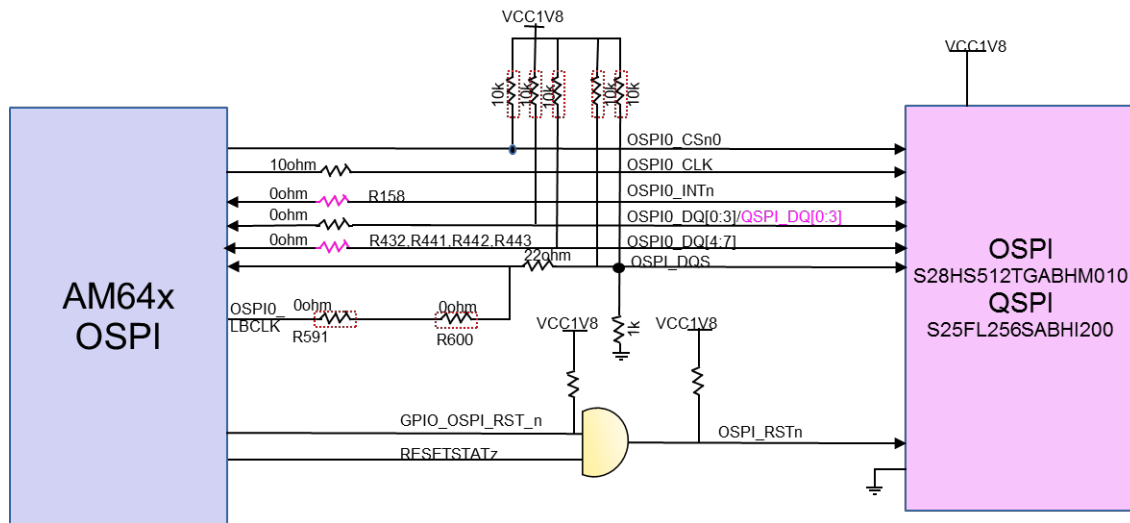 VCC1V8
VCC1V8
10k
10k
10k
10k
10k
OSPI0_CSn0
10ohm
OSPI0_CLK
0ohm
R158
OSPI0_INTn
0ohm
OSPI0_DQ[0:3]/QSPI_DQ[0:3]
0ohm
R432,R441,R442,R443
OSPI0_DQ[4:7]
22ohm
OSPI_DQS
AM64x
OSPI
OSPI
S28HS512TGABHM010
QSPI
S25FL256SABHI200
OSPI0_
LBCLK
0ohm
R591
0ohm
R600
VCC1V8
1k
VCC1V8
GPIO_OSPI_RST_n
OSPI_RSTn
RESETSTATz